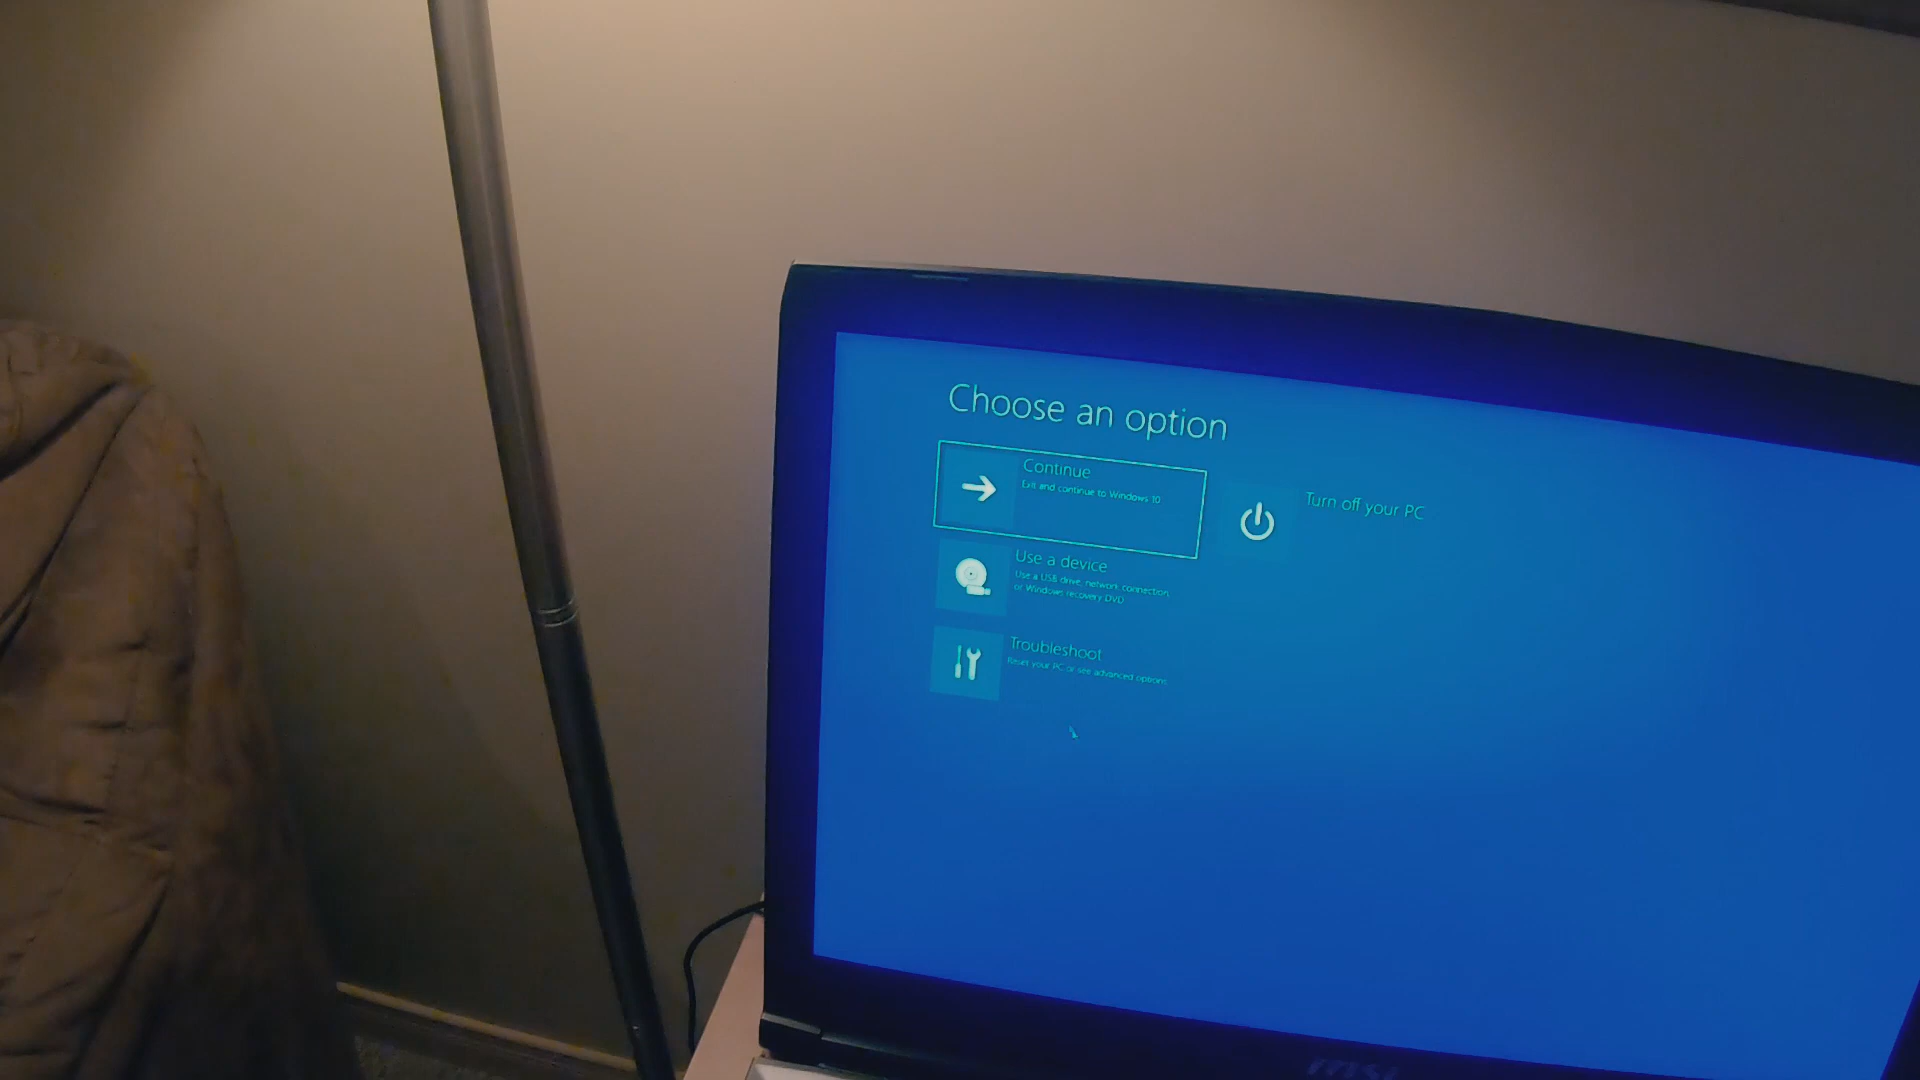 Choose an option
Continue
Exit and continue to Windows 10
Turn off your PC
Use a device
Use a USB drive, network connection
or Windows recovery DVD
Troubleshoot
Reset your PC or see advanced options
msi